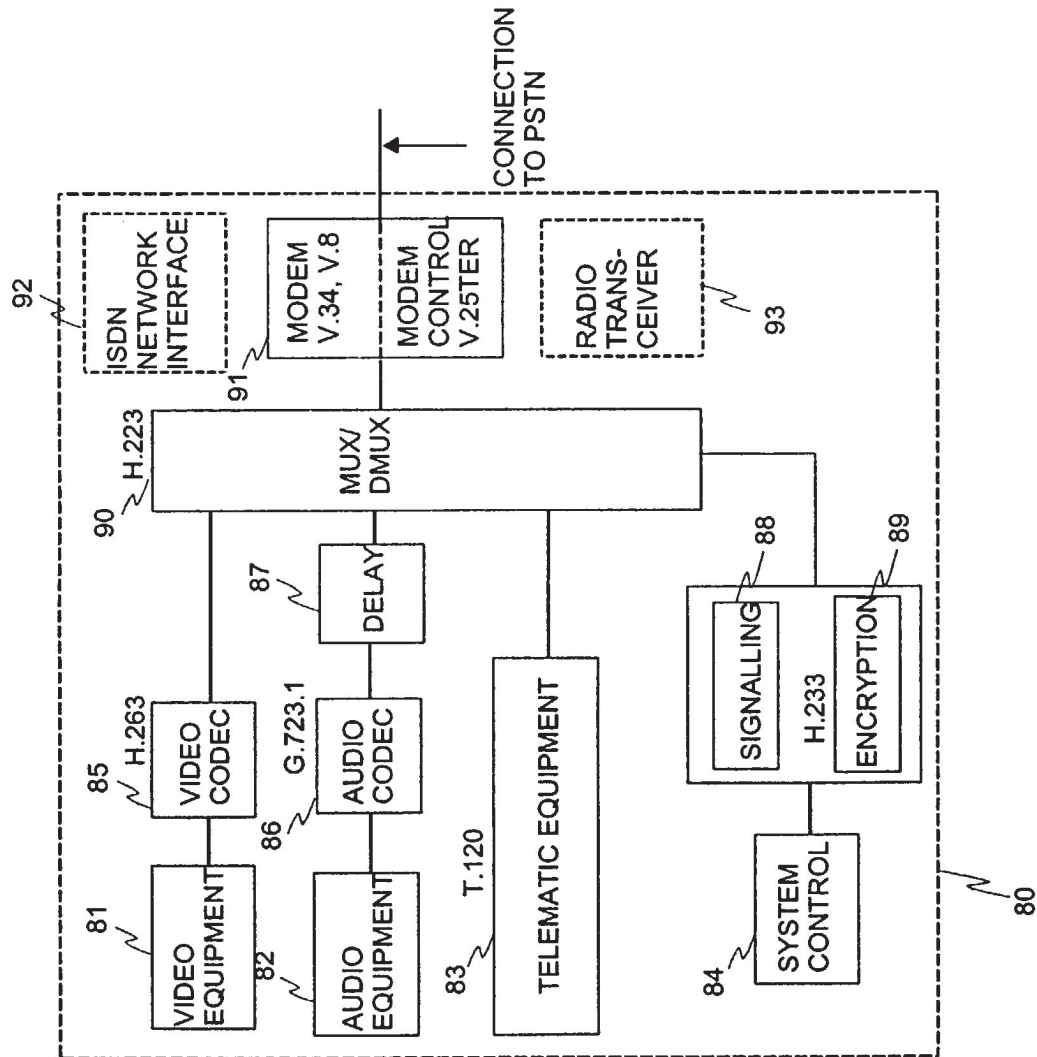 81
VIDEO
EQUIPMENT
85
H.263
VIDEO
CODEC
82
AUDIO
EQUIPMENT
86
G.723.1
AUDIO
CODEC
87
DELAY
83
T.120
TELEMATIC EQUIPMENT
84
SYSTEM
CONTROL
SIGNALLING
88
H.233
ENCRYPTION
89
90
H.223
MUX/
DMUX
92
ISDN
NETWORK
INTERFACE
91
MODEM
V.34, V.8
MODEM
CONTROL
V.25TER
RADIO
TRANS-
CEIVER
93
CONNECTION
TO PSTN
80